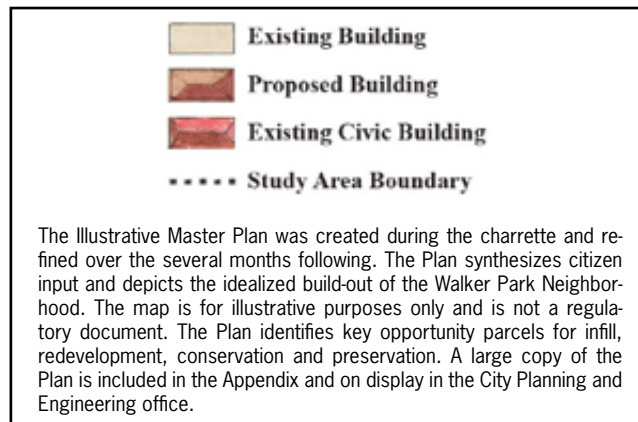 Existing Building
Proposed Building
Existing Civic Building
Study Area Boundary
The Illustrative Master Plan was created during the charrette and re-
fined over the several months following. The Plan synthesizes citizen
input and depicts the idealized build-out of the Walker Park Neighbor-
hood. The map is for illustrative purposes only and is not a regula-
tory document. The Plan identifies key opportunity parcels for infill,
redevelopment, conservation and preservation. A large copy of the
Plan is included in the Appendix and on display in the City Planning and
Engineering office.